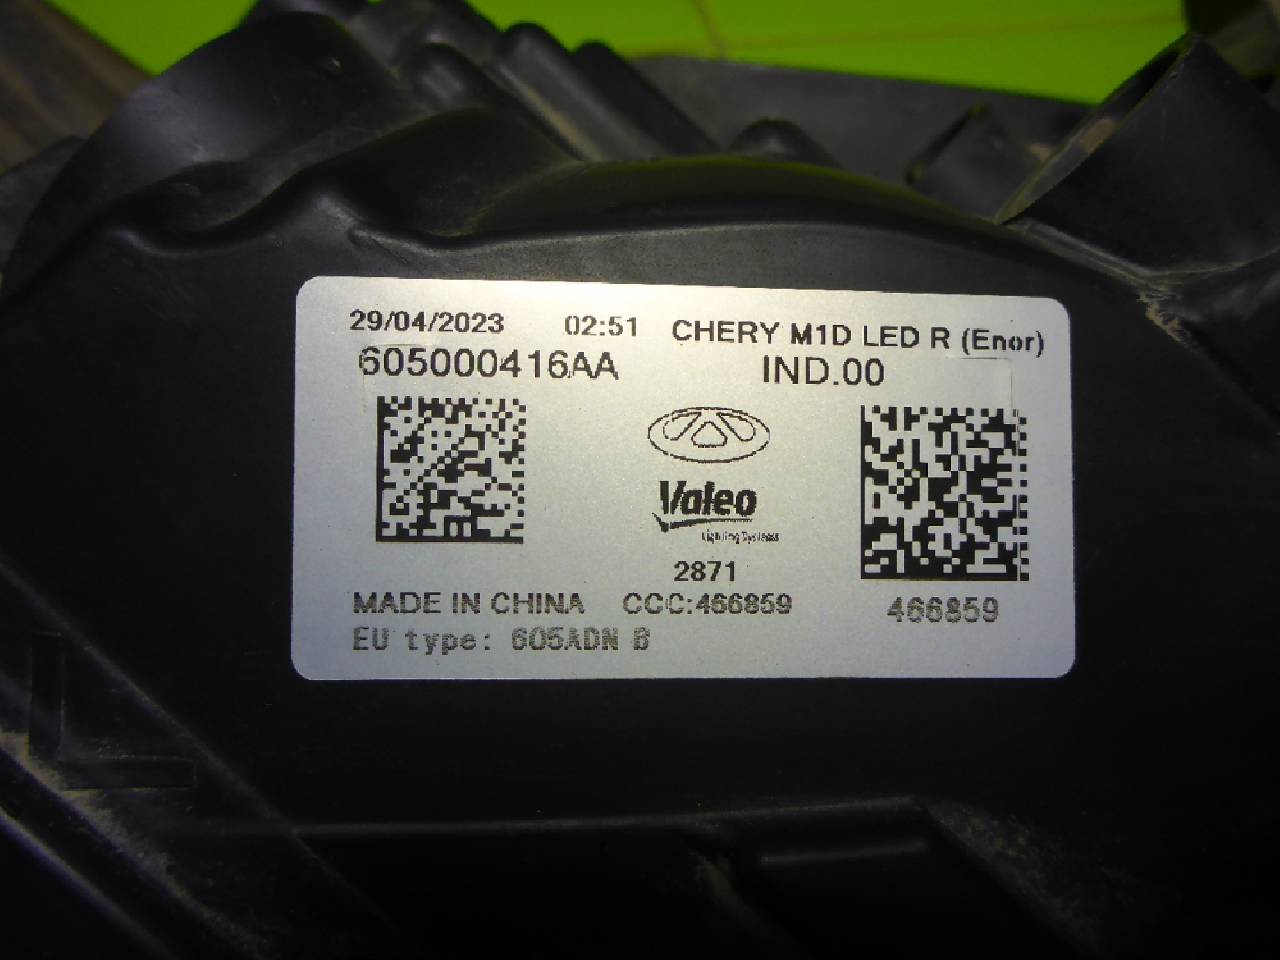 29/04/2023 02:51 CHERY M1D LED R (Enor)
605000416AA IND.00
Valeo
Lighting Systems
2871
MADE IN CHINA CCC:466859 466859
EU type: 605ADN B